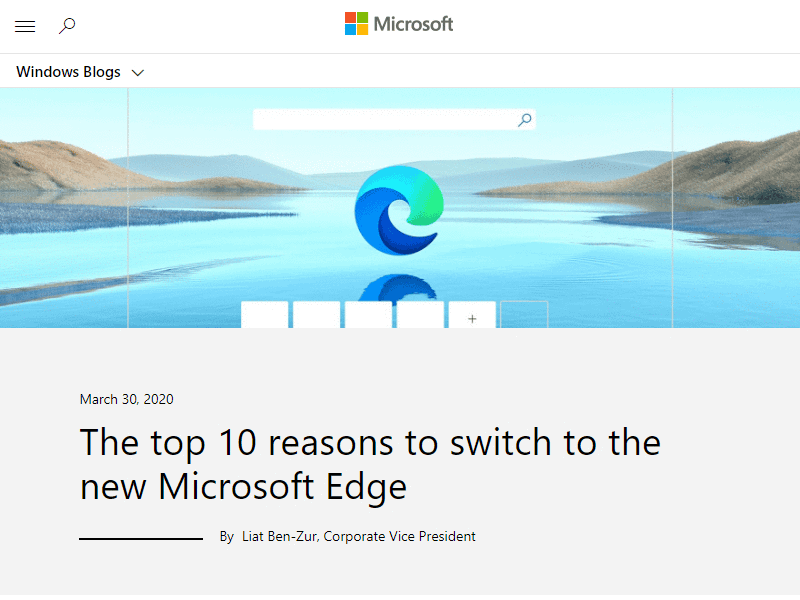 Microsoft
Windows Blogs
+
March 30, 2020
The top 10 reasons to switch to the
new Microsoft Edge
By Liat Ben-Zur, Corporate Vice President